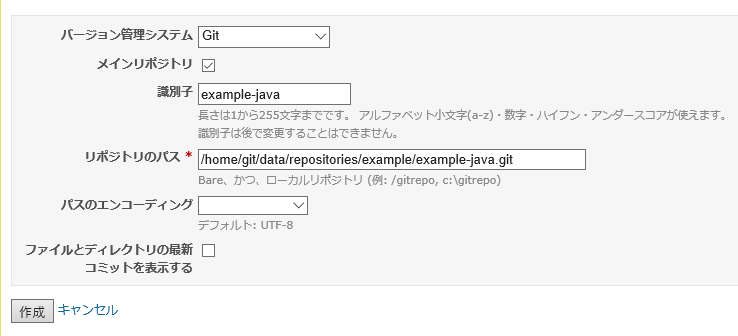 バージョン管理システム Git
メインリポジトリ
識別子 example-java
長さは1から255文字までです。 アルファベット小文字(a-z)・数字・ハイフン・アンダースコアが使えます。
識別子は後で変更することはできません。
リポジトリのパス * /home/git/data/repositories/example/example-java.git
Bare、かつ、ローカルリポジトリ (例: /gitrepo, c:\gitrepo)
パスのエンコーディング
デフォルト: UTF-8
ファイルとディレクトリの最新
コミットを表示する
作成 キャンセル